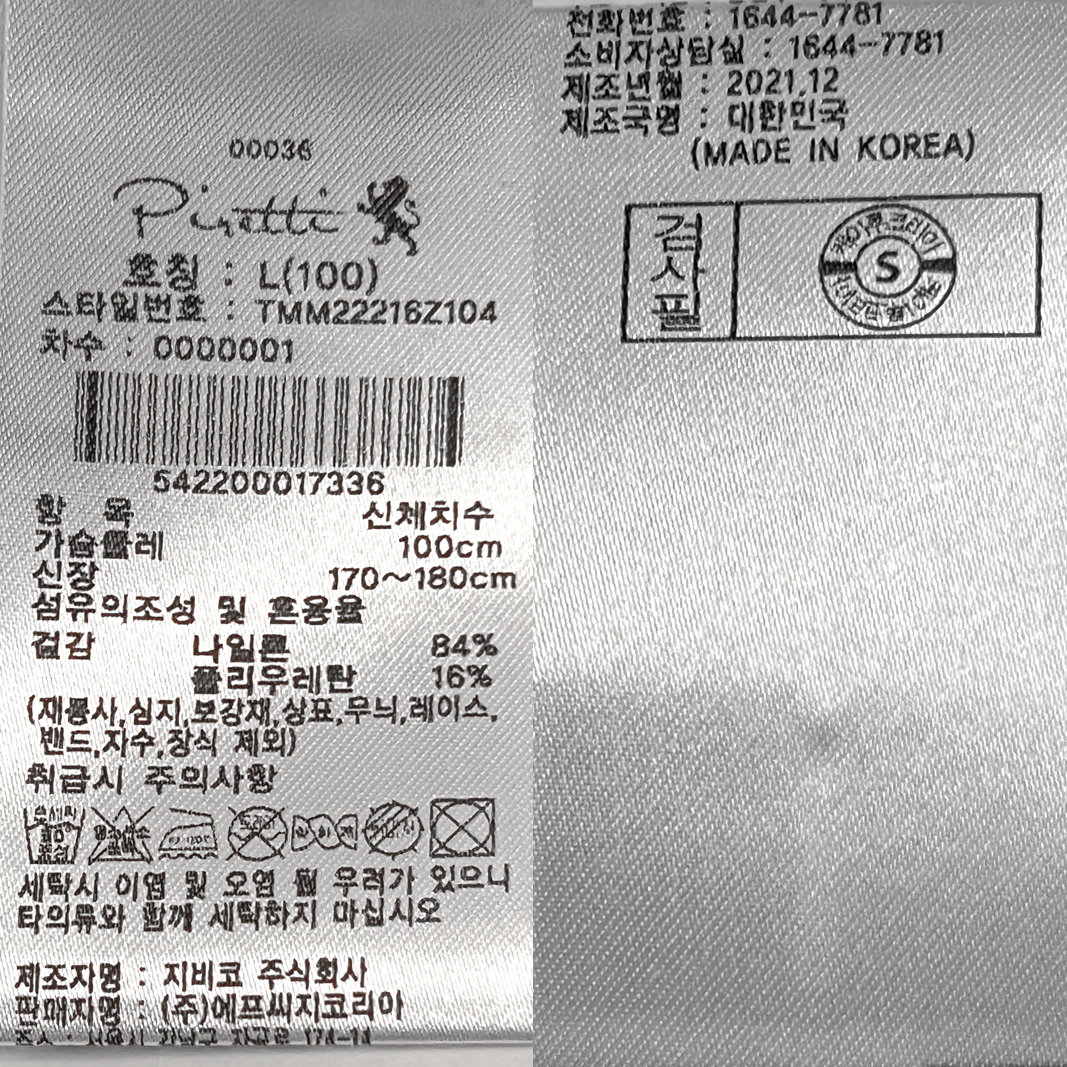 00036
Piretti
호칭 : L(100)
스타일번호 : TMM22216Z104
차수 : 0000001
542200017336
항 목 신체치수
가슴둘레 100cm
신장 170~180cm
섬유의조성 및 혼용율
겉감 나일론 84%
폴리우레탄 16%
(재봉사,심지,보강재,상표,무늬,레이스,
밴드,자수,장식 제외)
취급시 주의사항
세탁시 이염 및 오염 될 우려가 있으니
타의류와 함께 세탁하지 마십시오
제조자명 : 지비코 주식회사
판매자명 : (주)에프씨지코리아
전화번호 : 1644-7781
소비자상담실 : 1644-7781
제조년월 : 2021.12
제조국명 : 대한민국
(MADE IN KOREA)
검사필
S